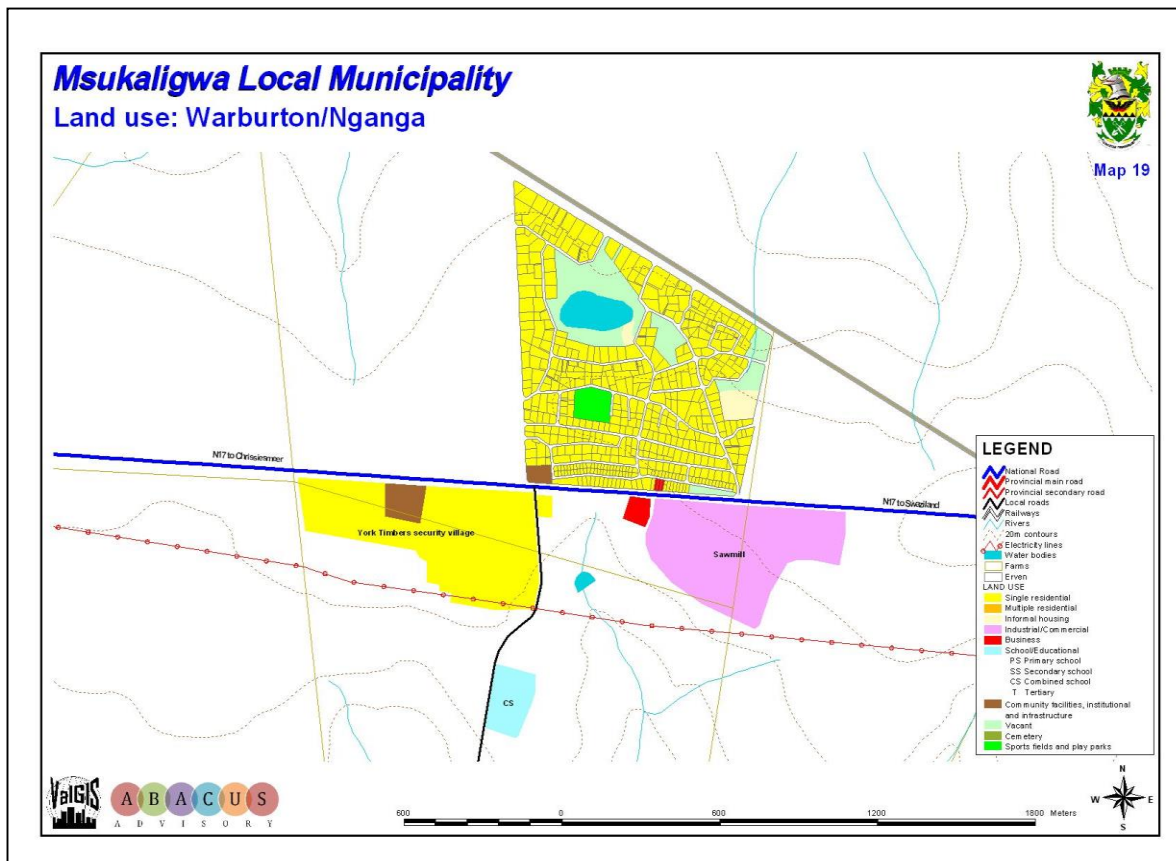 Msukaligwa Local Municipality
Land use: Warburton/Nganga
Map 19
N17 to Chrissiesmeer
N17 to Swaziland
York Timbers security village
Sawmill
CS
LEGEND
National Road
Provincial main road
Provincial secondary road
Local roads
Railways
Rivers
20m contours
Electricity lines
Water bodies
Farms
Erven
LAND USE
Single residential
Multiple residential
Informal housing
Industrial/Commercial
Business
School/Educational
PS Primary school
SS Secondary school
CS Combined school
T Tertiary
Community facilities, institutional
and infrastructure
Vacant
Cemetery
Sports fields and play parks
ValGIS
ABACUS
ADVISORY
600 0 600 1200 1800 Meters
N
W E
S